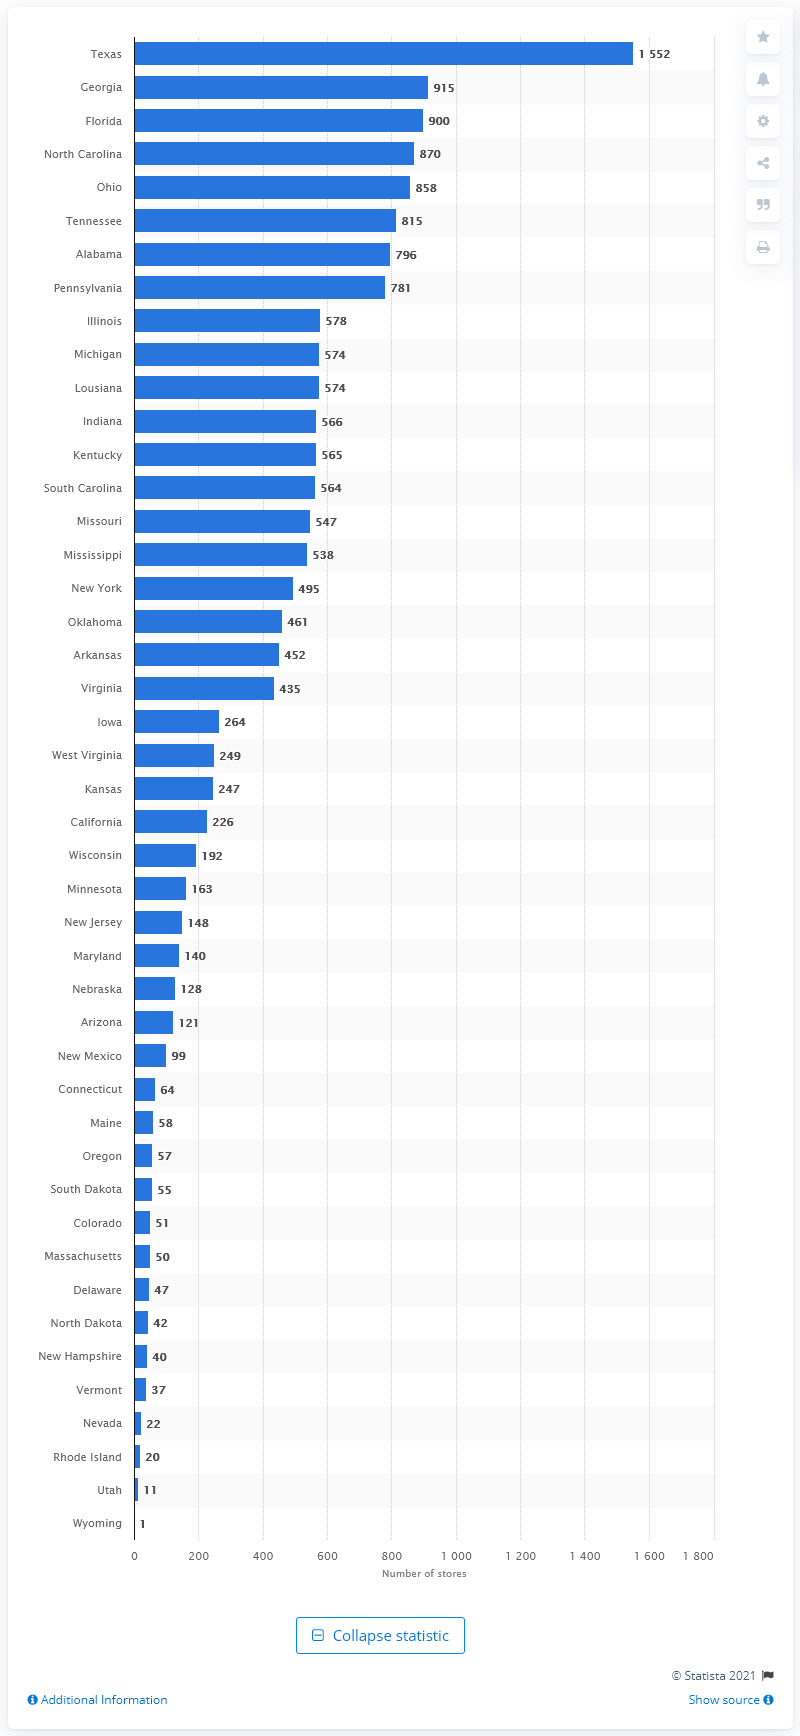 Texas 1 552
Georgia 915
Florida 900
North Carolina 870
Ohio 858
Tennessee 815
Alabama 796
Pennsylvania 781
Illinois 578
Michigan 574
Lousiana 574
Indiana 566
Kentucky 565
South Carolina 564
Missouri 547
Mississippi 538
New York 495
Oklahoma 461
Arkansas 452
Virginia 435
Iowa 264
West Virginia 249
Kansas 247
California 226
Wisconsin 192
Minnesota 163
New Jersey 148
Maryland 140
Nebraska 128
Arizona 121
New Mexico 99
Connecticut 64
Maine 58
Oregon 57
South Dakota 55
Colorado 51
Massachusetts 50
Delaware 47
North Dakota 42
New Hampshire 40
Vermont 37
Nevada 22
Rhode Island 20
Utah 11
Wyoming 1
0 200 400 600 800 1 000 1 200 1 400 1 600 1 800
Number of stores
Collapse statistic
© Statista 2021
Additional Information Show source